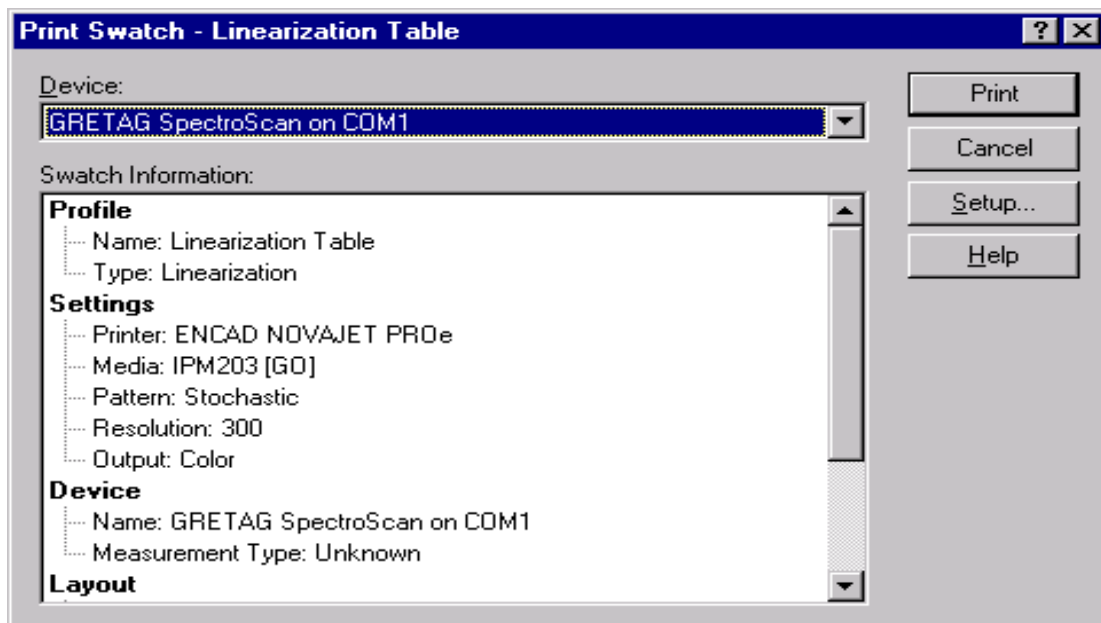 Print Swatch - Linearization Table
Device:
GRETAG SpectroScan on COM1
Print
Cancel
Setup...
Help
Swatch Information:
Profile
Name: Linearization Table
Type: Linearization
Settings
Printer: ENCAD NOVAJET PROe
Media: IPM203 [GO]
Pattern: Stochastic
Resolution: 300
Output: Color
Device
Name: GRETAG SpectroScan on COM1
Measurement Type: Unknown
Layout